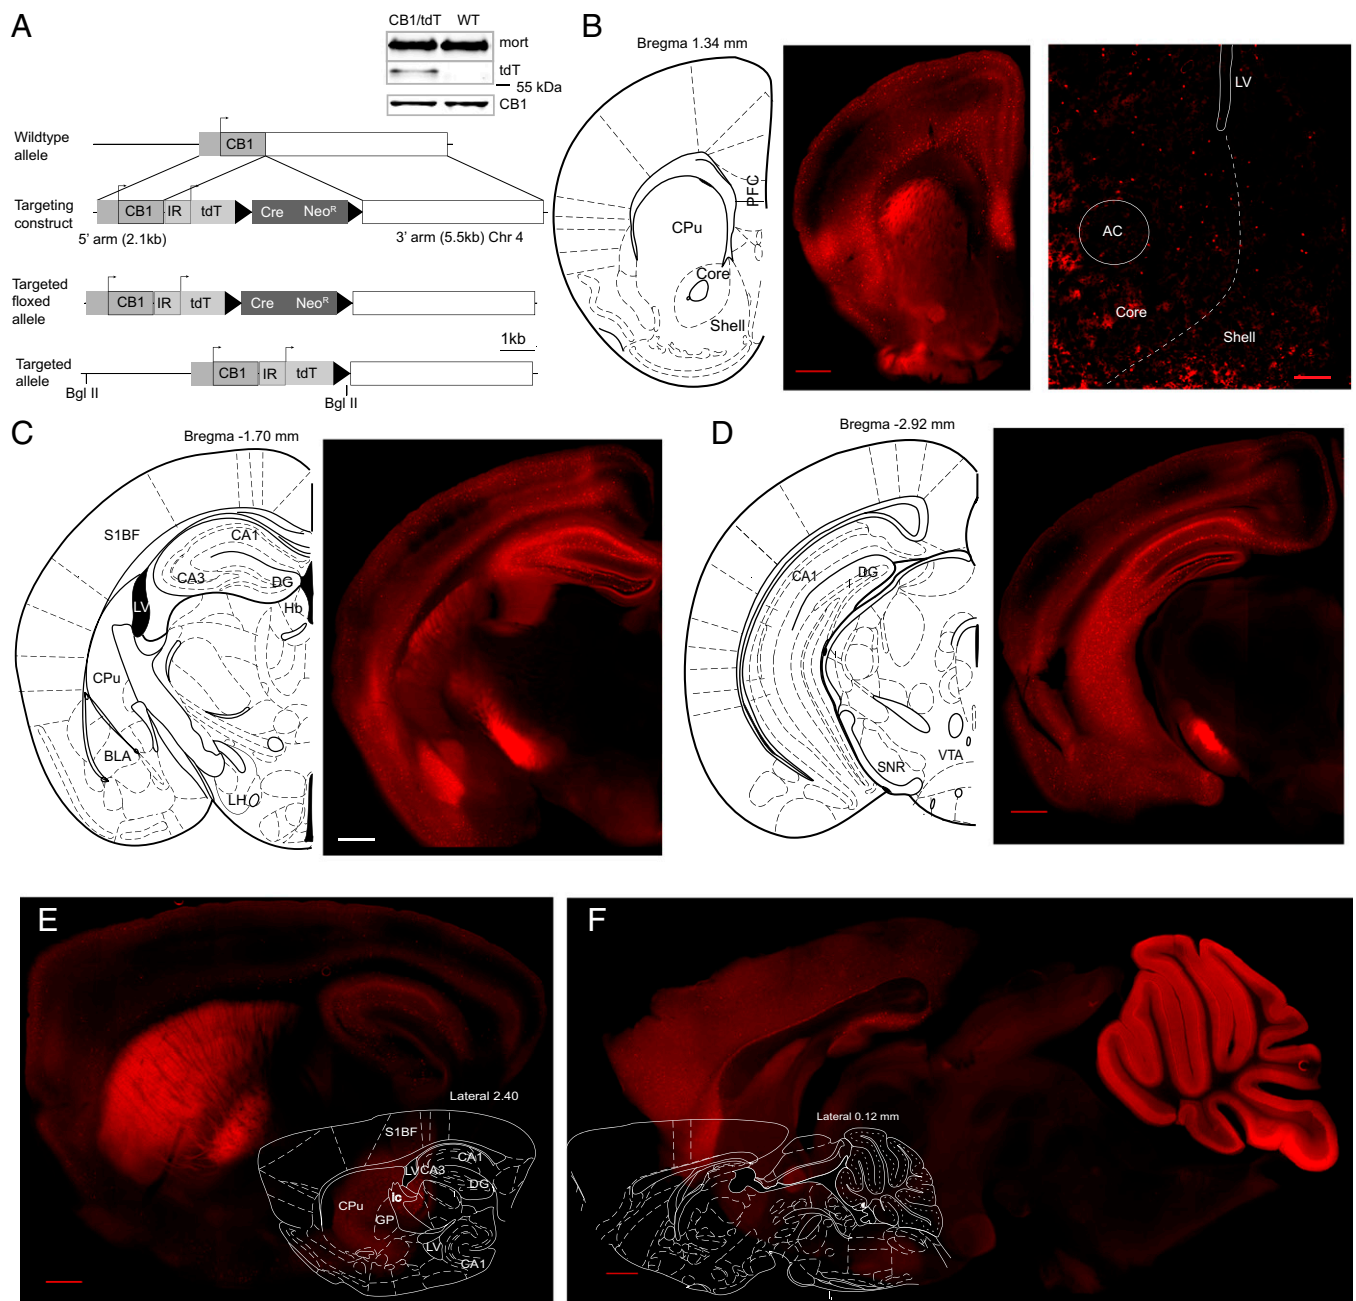 A
CB1/tdT WT
mort
tdT
55 kDa
CB1
Wildtype
allele
CB1
Targeting
construct
CB1 IR tdT Cre Neo^R
5' arm (2.1kb)
3' arm (5.5kb) Chr 4
Targeted
floxed
allele
CB1 IR tdT Cre Neo^R
1kb
Targeted
allele
CB1 IR tdT
Bgl II
Bgl II
B
Bregma 1.34 mm
PFC
CPu
Core
Shell
LV
AC
Core
Shell
C
Bregma -1.70 mm
S1BF
CA1
CA3
DG
LV
Hb
CPu
BLA
LH
D
Bregma -2.92 mm
CA1
DG
SNR
VTA
E
Lateral 2.40
S1BF
LV CA3
CA1
DG
Ic
CPu
GP
LV
CA1
F
Lateral 0.12 mm